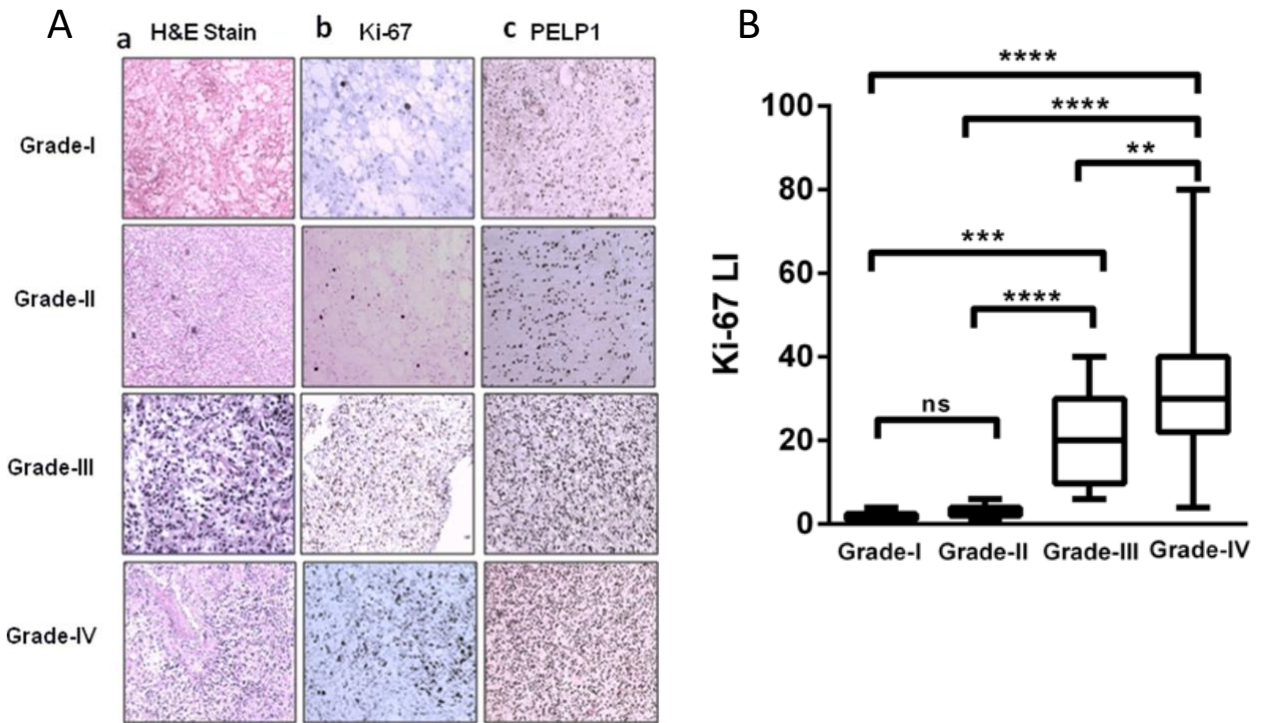 A
a H&E Stain b Ki-67 c PELP1
Grade-I
Grade-II
Grade-III
Grade-IV
B
Ki-67 LI
100
80
60
40
20
0
****
****
**
***
****
ns
Grade-I Grade-II Grade-III Grade-IV